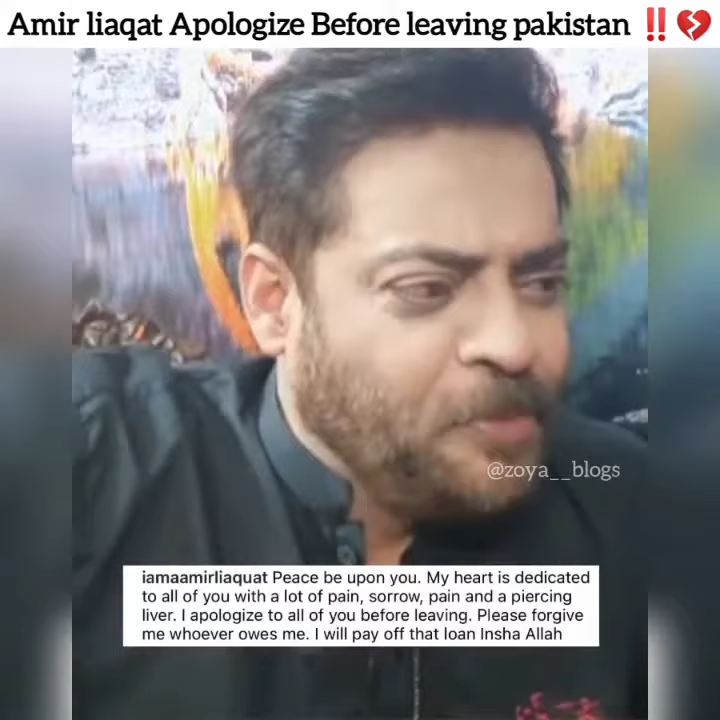 Amir liaqat Apologize Before leaving pakistan ‼️ 💔
@zoya__blogs
iamaamirliaquat Peace be upon you. My heart is dedicated
to all of you with a lot of pain, sorrow, pain and a piercing
liver. I apologize to all of you before leaving. Please forgive
me whoever owes me. I will pay off that loan Insha Allah